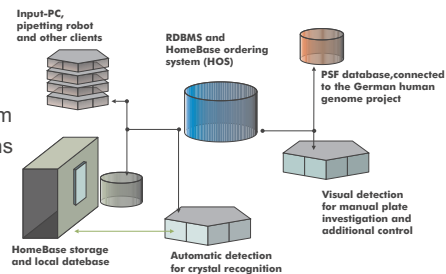 Input-PC,
pipetting robot
and other clients
RDBMS and
HomeBase ordering
system (HOS)
PSF database,connected
to the German human
genome project
Visual detection
for manual plate
investigation and
additional control
HomeBase storage
and local datebase
Automatic detection
for crystal recognition